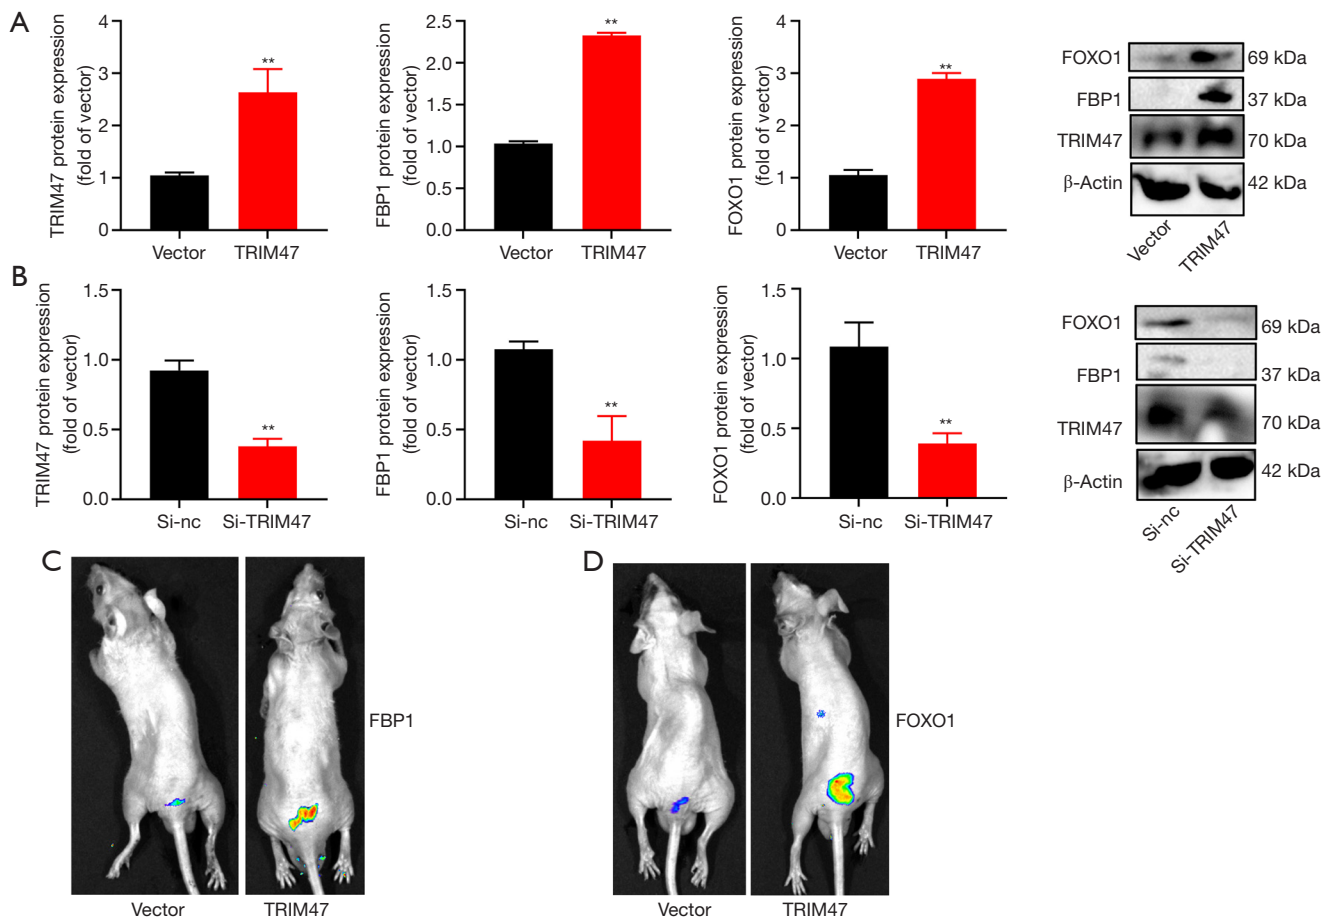 A
TRIM47 protein expression
(fold of vector)
4
3
2
1
0
**
Vector
TRIM47
FBP1 protein expression
(fold of vector)
2.5
2.0
1.5
1.0
0.5
0.0
**
Vector
TRIM47
FOXO1 protein expression
(fold of vector)
4
3
2
1
0
**
Vector
TRIM47
FOXO1
69 kDa
FBP1
37 kDa
TRIM47
70 kDa
β-Actin
42 kDa
Vector
TRIM47
B
TRIM47 protein expression
(fold of vector)
1.5
1.0
0.5
0.0
**
Si-nc
Si-TRIM47
FBP1 protein expression
(fold of vector)
1.5
1.0
0.5
0.0
**
Si-nc
Si-TRIM47
FOXO1 protein expression
(fold of vector)
1.5
1.0
0.5
0.0
**
Si-nc
Si-TRIM47
FOXO1
69 kDa
FBP1
37 kDa
TRIM47
70 kDa
β-Actin
42 kDa
Si-nc
Si-TRIM47
C
FBP1
Vector
TRIM47
D
FOXO1
Vector
TRIM47